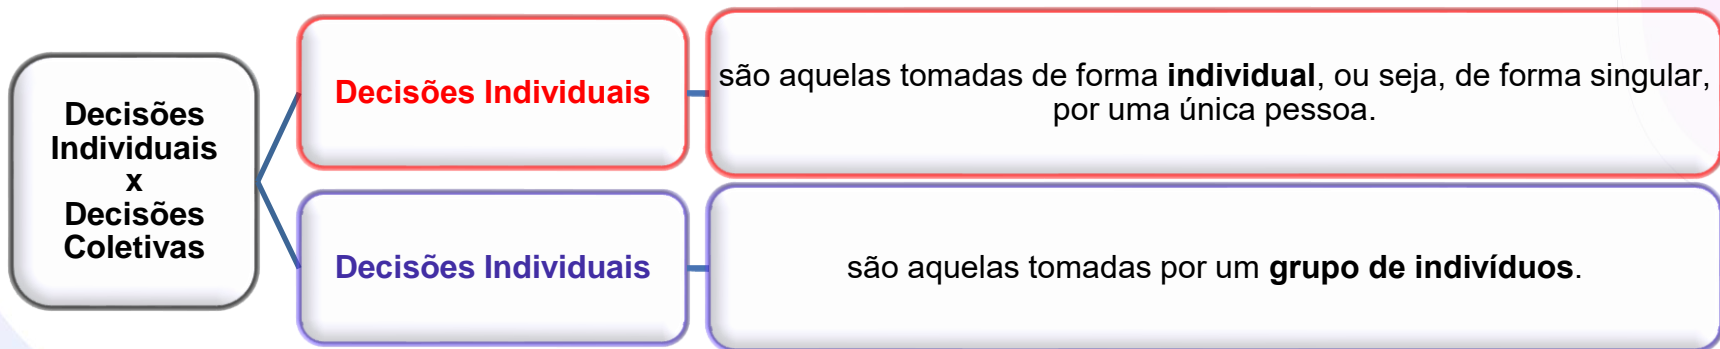 Decisões
Individuais
x
Decisões
Coletivas
Decisões Individuais
são aquelas tomadas de forma individual, ou seja, de forma singular,
por uma única pessoa.
Decisões Individuais
são aquelas tomadas por um grupo de indivíduos.